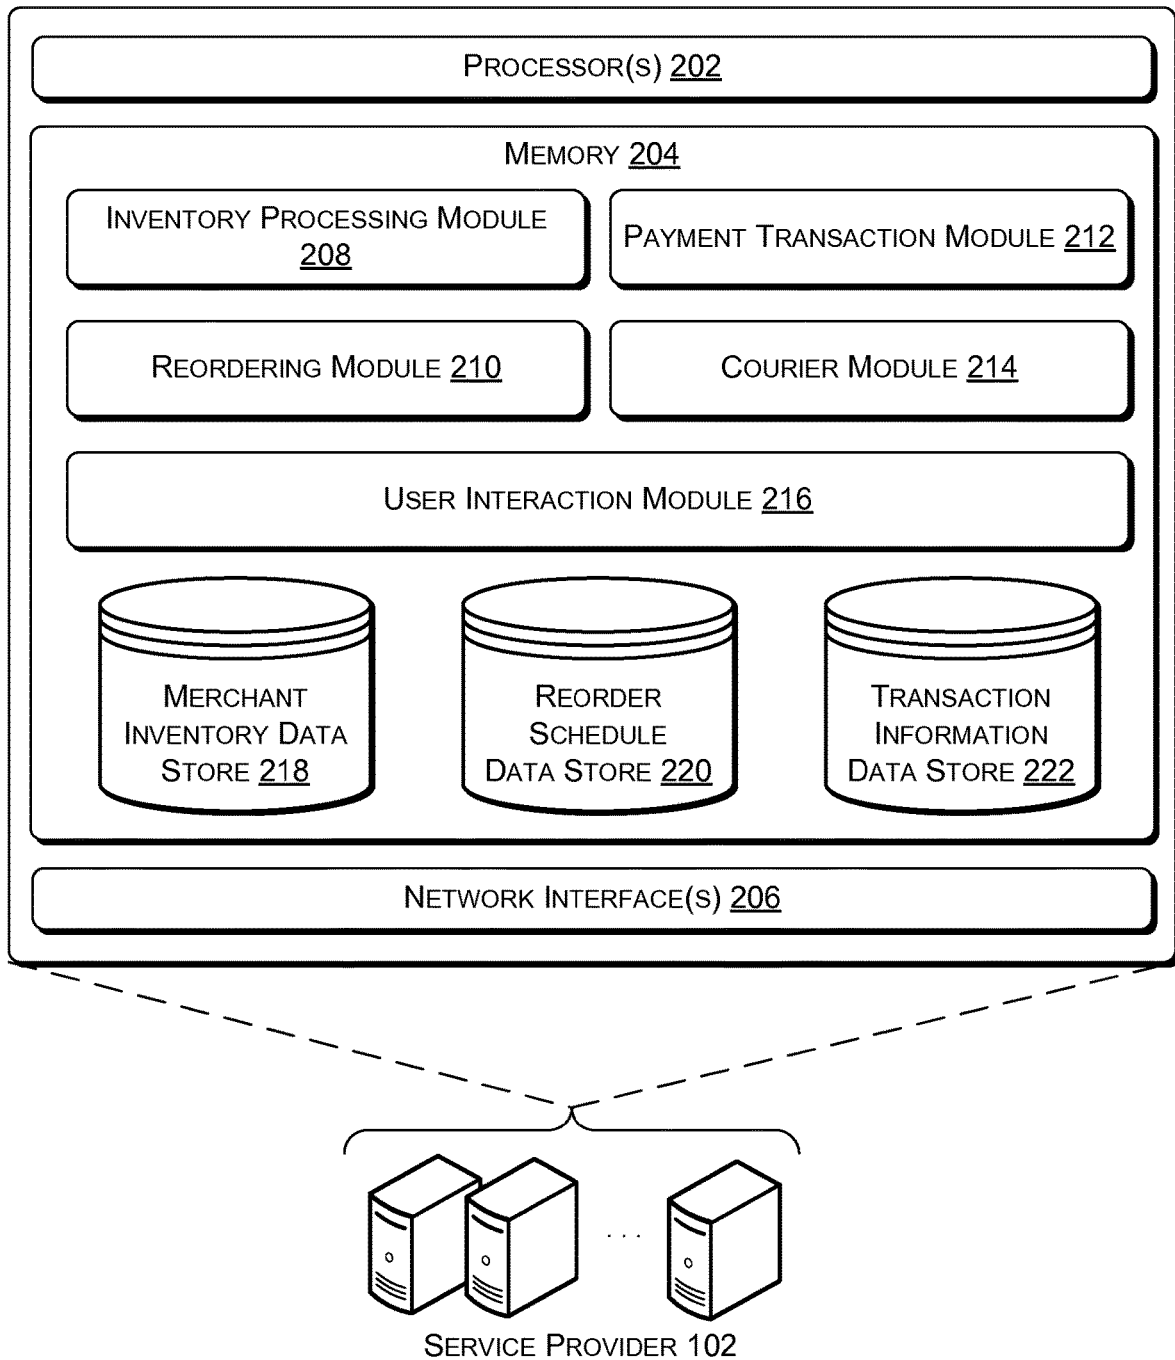 PROCESSOR(S) 202
MEMORY 204
INVENTORY PROCESSING MODULE
208
PAYMENT TRANSACTION MODULE 212
REORDERING MODULE 210
COURIER MODULE 214
USER INTERACTION MODULE 216
MERCHANT
INVENTORY DATA
STORE 218
REORDER
SCHEDULE
DATA STORE 220
TRANSACTION
INFORMATION
DATA STORE 222
NETWORK INTERFACE(S) 206
...
SERVICE PROVIDER 102